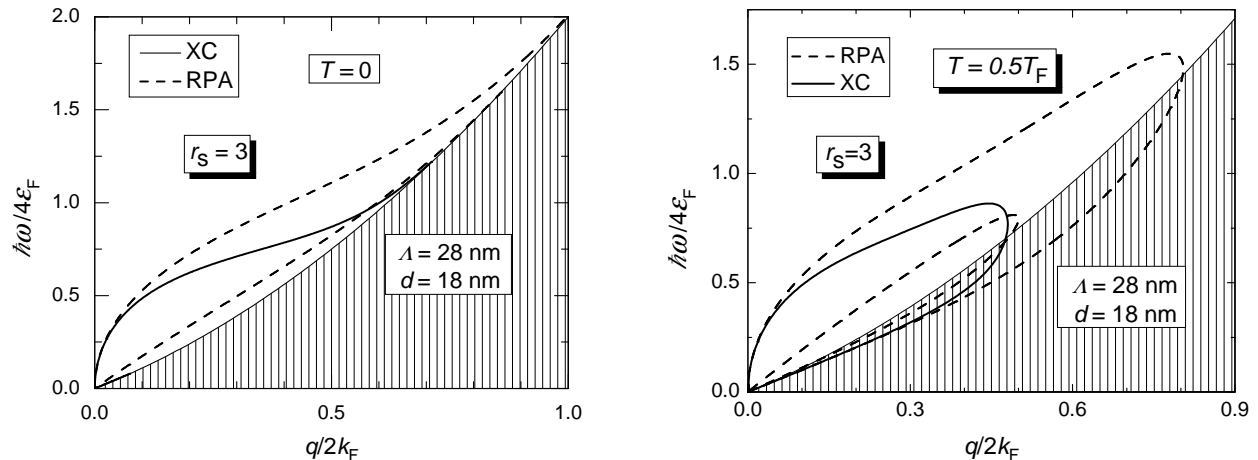 2.0
1.5
1.0
0.5
0.0
ħω/4ε_F
XC
RPA
T = 0
r_s = 3
Λ = 28 nm
d = 18 nm
0.0 0.5 1.0
q/2k_F
1.5
1.0
0.5
0.0
ħω/4ε_F
RPA
XC
T = 0.5T_F
r_s=3
Λ = 28 nm
d = 18 nm
0.0 0.3 0.6 0.9
q/2k_F